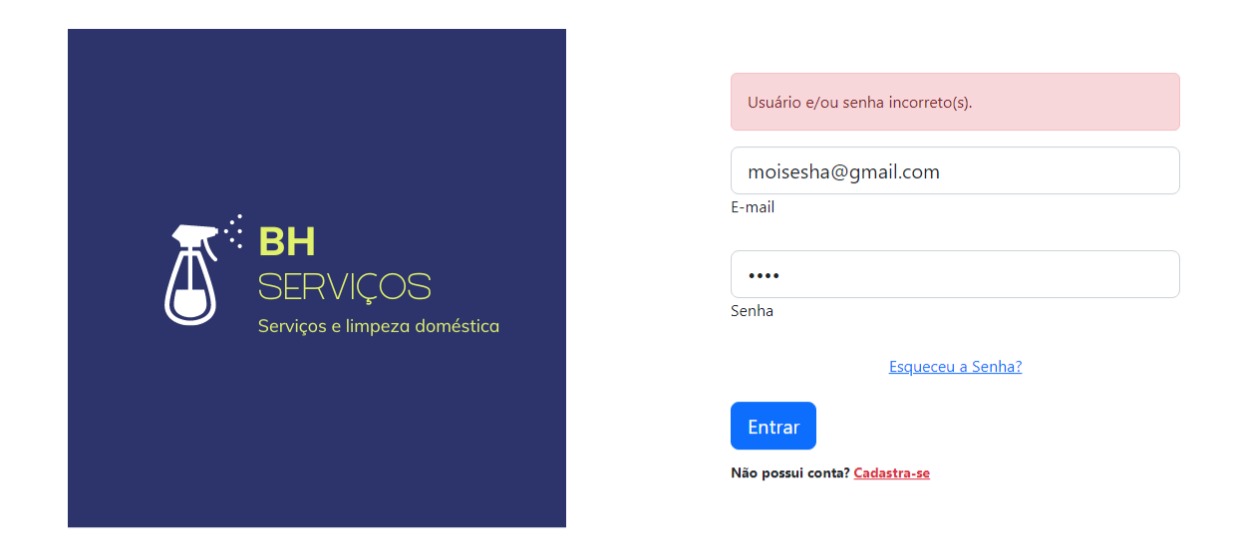 BH
SERVIÇOS
Serviços e limpeza doméstica
Usuário e/ou senha incorreto(s).
moisesha@gmail.com
E-mail
••••
Senha
Esqueceu a Senha?
Entrar
Não possui conta? Cadastra-se